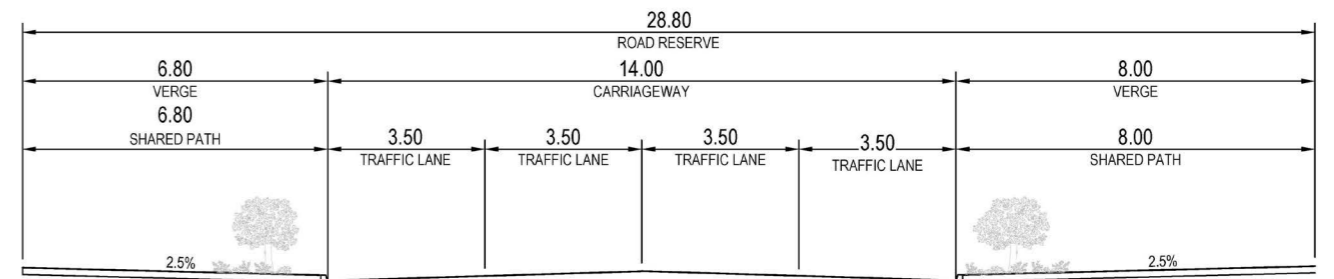 28.80
ROAD RESERVE
6.80
VERGE
14.00
CARRIAGEWAY
8.00
VERGE
6.80
SHARED PATH
3.50
TRAFFIC LANE
3.50
TRAFFIC LANE
3.50
TRAFFIC LANE
3.50
TRAFFIC LANE
8.00
SHARED PATH
2.5%
2.5%